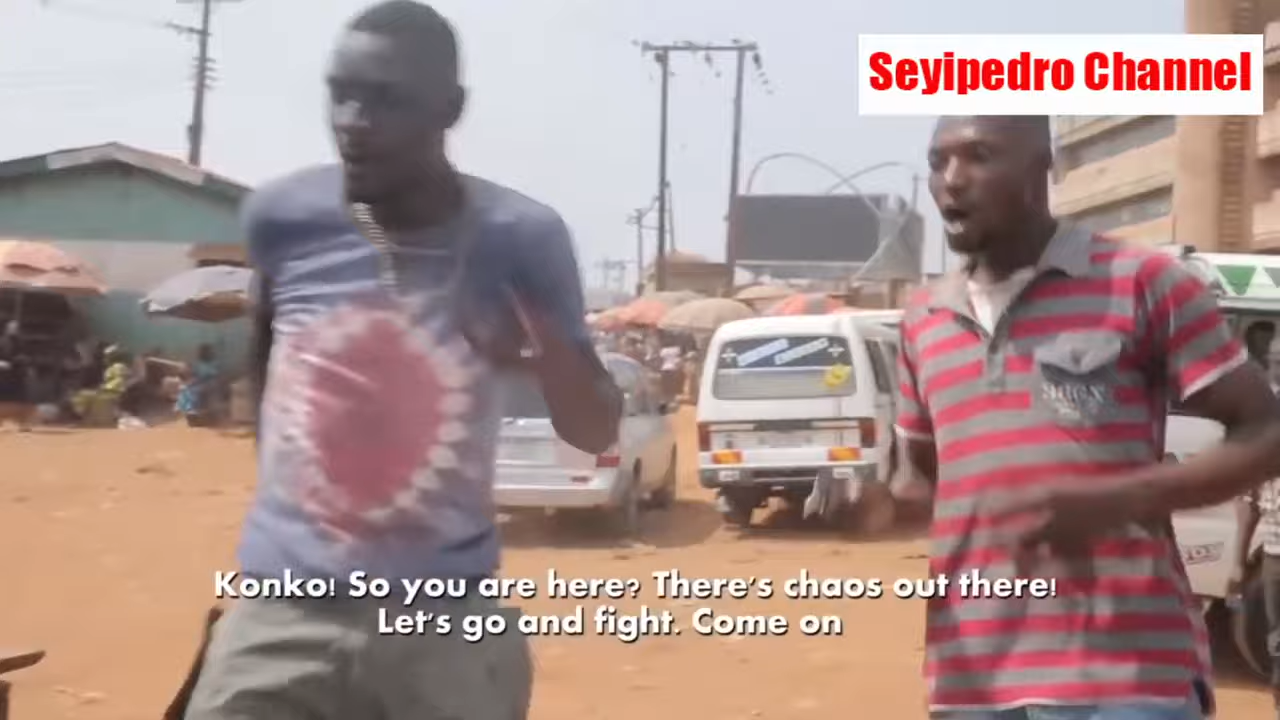 Seyipedro Channel
Konko! So you are here? There's chaos out there!
Let's go and fight. Come on